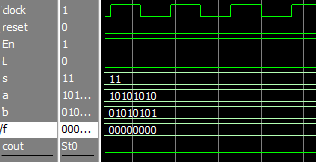 clock 1
reset 0
En 1
L 0
s 11 11
a 101... 10101010
b 010... 01010101
/f 000... 00000000
cout St0